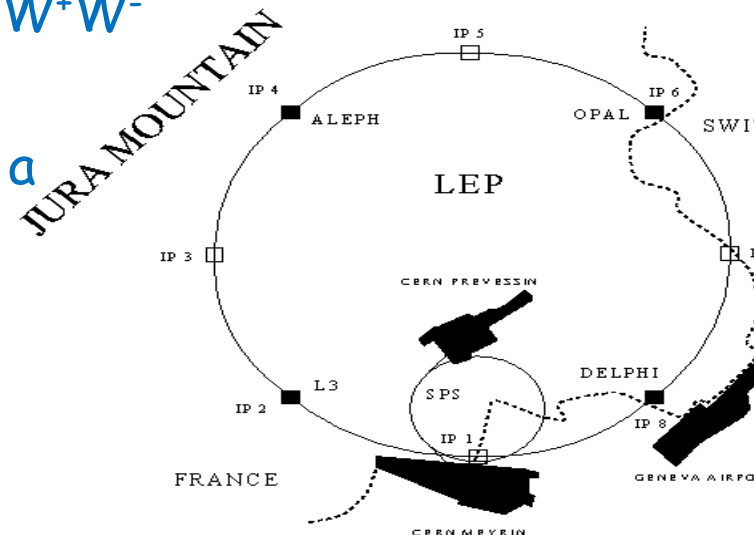 W⁺W⁻
JURA MOUNTAIN
IP 5
IP 4
IP 6
ALEPH
OPAL
a
LEP
IP 3
CERN PREVESSIN
DELPHI
L3
SPS
IP 2
IP 8
IP 1
FRANCE
CERN MEYRIN